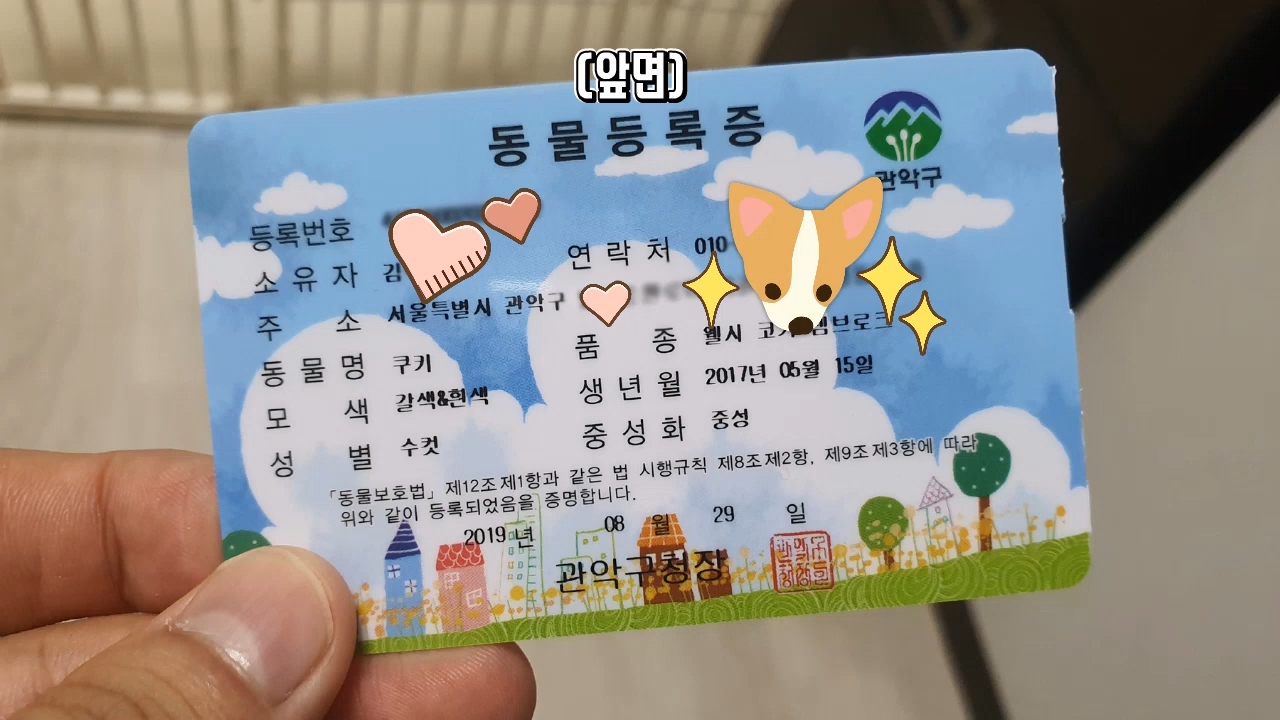 (앞면)
동물등록증
관악구
등록번호
연락처 010
소유자 김
주소 서울특별시 관악구
품종 웰시 코기 펨브로크
동물명 쿠키
생년월 2017년 05월 15일
모색 갈색&흰색
중성화 중성
성별 수컷
「동물보호법」 제12조제1항과 같은 법 시행규칙 제8조제2항, 제9조제3항에 따라
위와 같이 등록되었음을 증명합니다.
2019 년 08 월 29 일
관악구청장